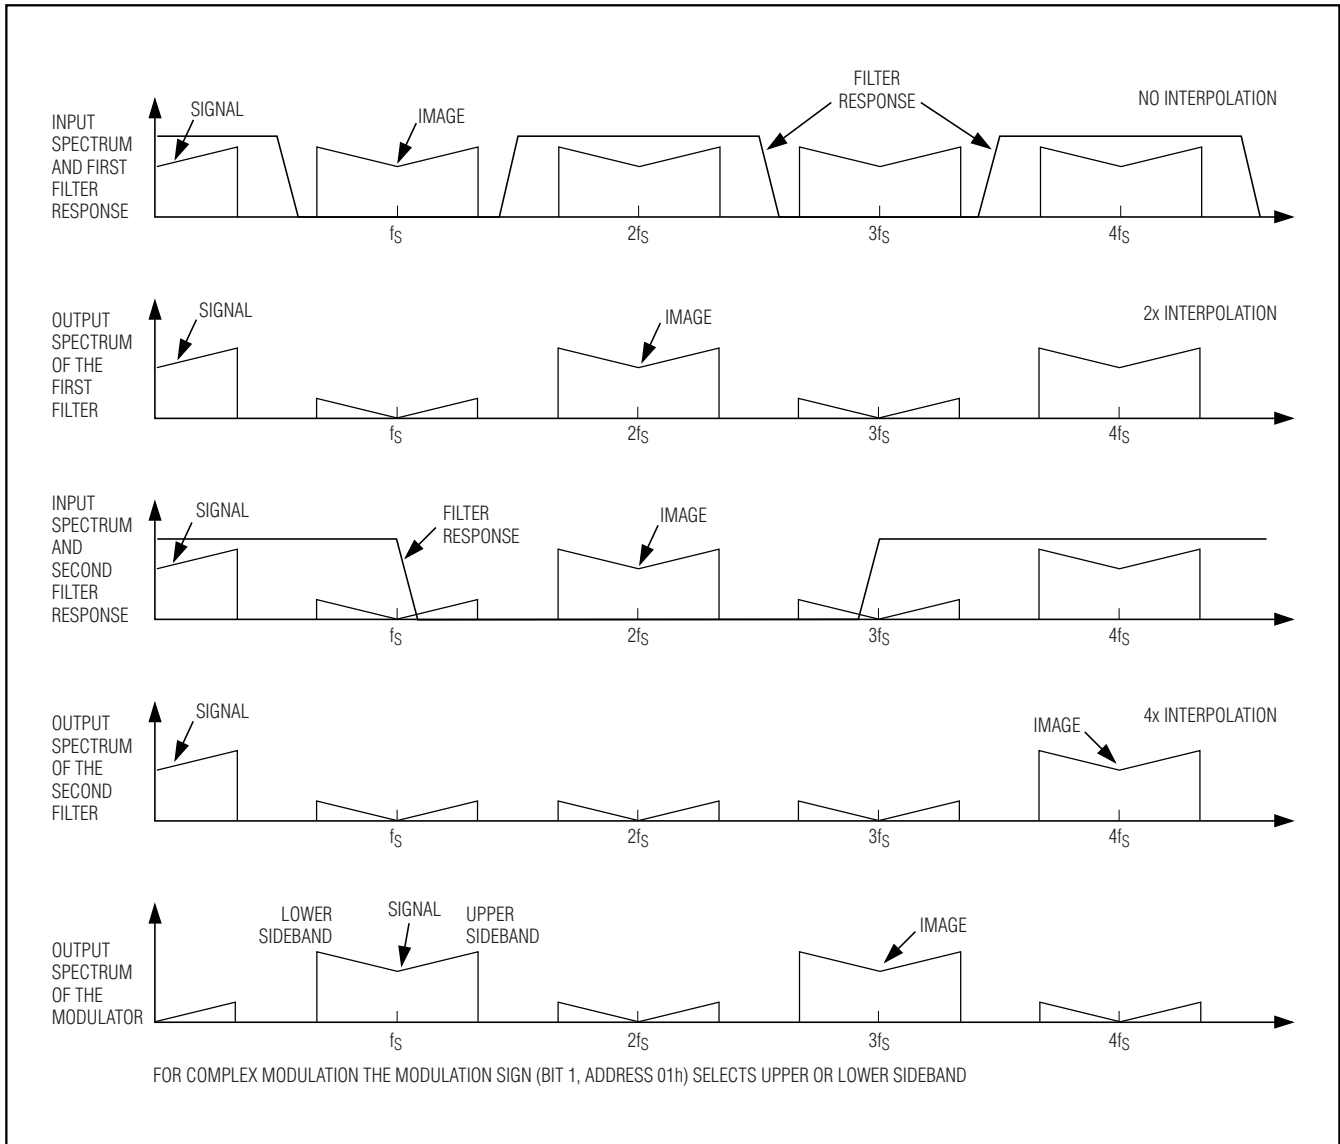 INPUT
SPECTRUM
AND FIRST
FILTER
RESPONSE
SIGNAL
IMAGE
FILTER
RESPONSE
NO INTERPOLATION
fS
2fS
3fS
4fS
OUTPUT
SPECTRUM
OF THE
FIRST
FILTER
SIGNAL
IMAGE
2x INTERPOLATION
fS
2fS
3fS
4fS
INPUT
SPECTRUM
AND
SECOND
FILTER
RESPONSE
SIGNAL
FILTER
RESPONSE
IMAGE
fS
2fS
3fS
4fS
OUTPUT
SPECTRUM
OF THE
SECOND
FILTER
SIGNAL
IMAGE
4x INTERPOLATION
fS
2fS
3fS
4fS
OUTPUT
SPECTRUM
OF THE
MODULATOR
LOWER
SIDEBAND
SIGNAL
UPPER
SIDEBAND
IMAGE
fS
2fS
3fS
4fS
FOR COMPLEX MODULATION THE MODULATION SIGN (BIT 1, ADDRESS 01h) SELECTS UPPER OR LOWER SIDEBAND